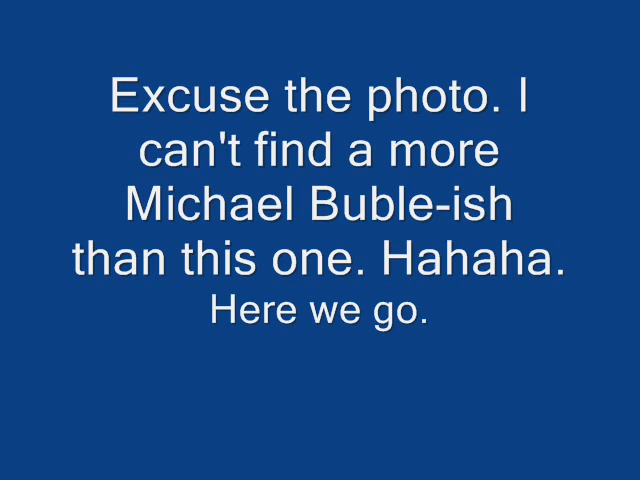 Excuse the photo. I
can't find a more
Michael Buble-ish
than this one. Hahaha.
Here we go.